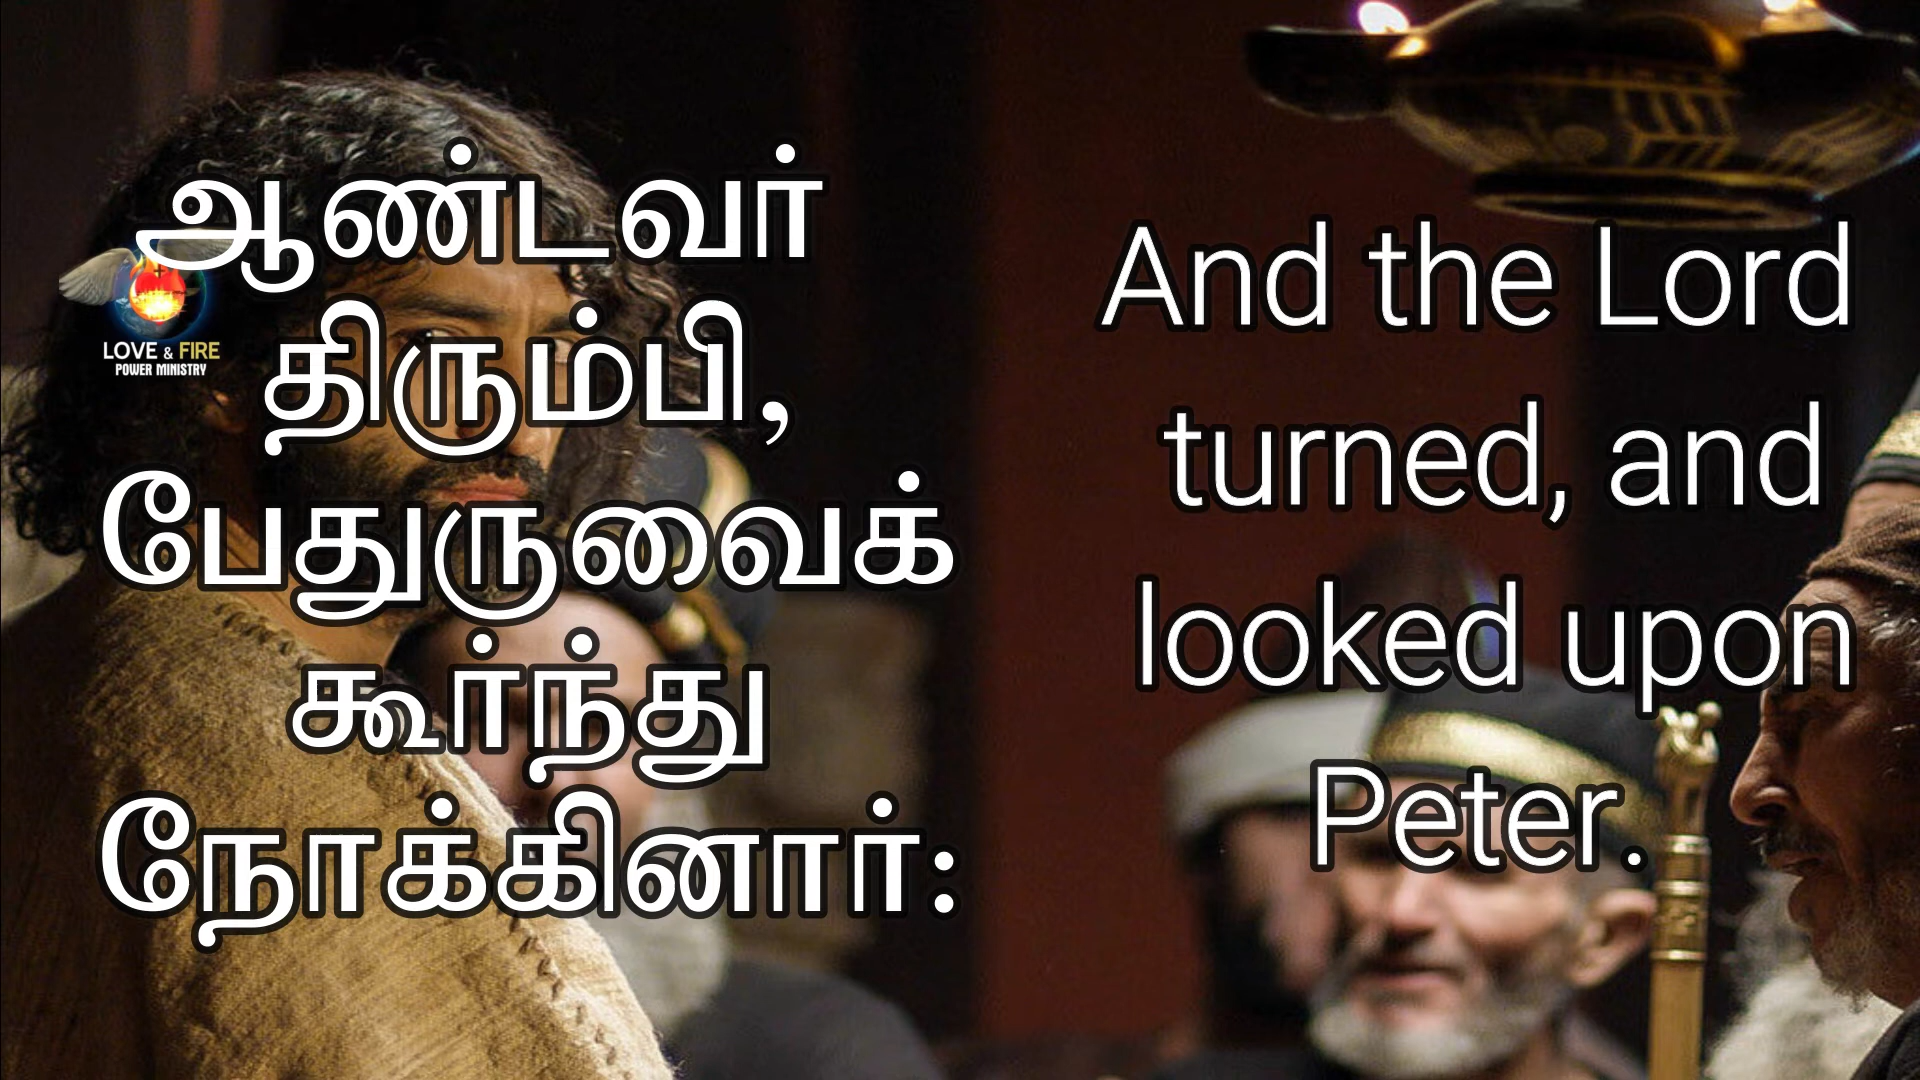 ஆண்டவர்
திரும்பி,
பேதுருவைக்
கூர்ந்து
நோக்கினார்:
LOVE & FIRE
POWER MINISTRY
And the Lord
turned, and
looked upon
Peter.